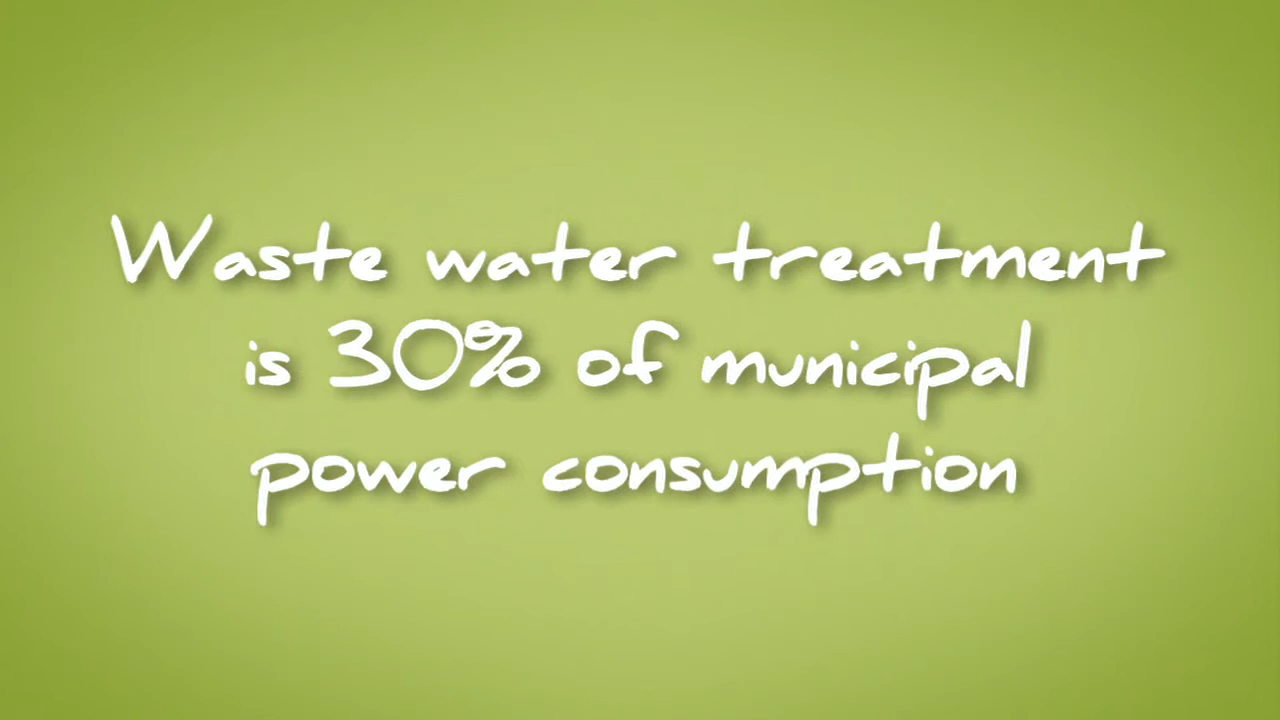 Waste water treatment
is 30% of municipal
power consumption